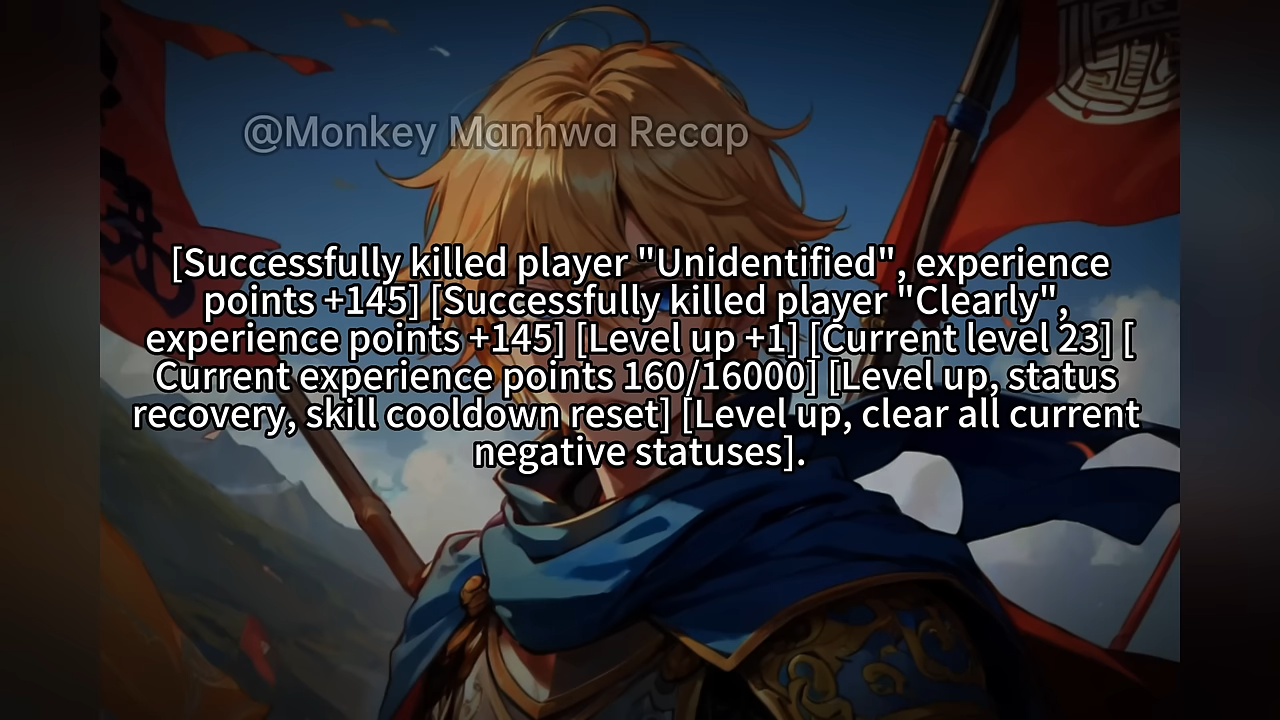 @Monkey Manhwa Recap
[Successfully killed player "Unidentified", experience
points +145] [Successfully killed player "Clearly",
experience points +145] [Level up +1] [Current level 23] [
Current experience points 160/16000] [Level up, status
recovery, skill cooldown reset] [Level up, clear all current
negative statuses].